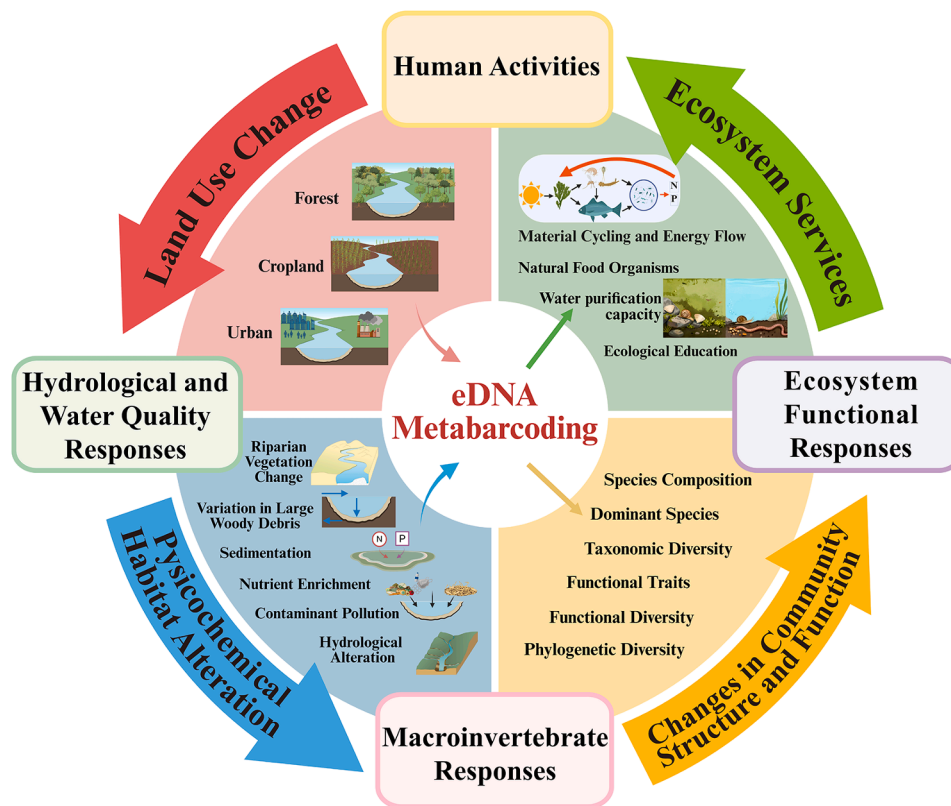 Human Activities
Land Use Change
Ecosystem Services
Forest
Cropland
Urban
N
P
Material Cycling and Energy Flow
Natural Food Organisms
Water purification
capacity
Ecological Education
Hydrological and
Water Quality
Responses
eDNA
Metabarcoding
Ecosystem
Functional
Responses
Riparian
Vegetation
Change
Variation in Large
Woody Debris
N
P
Sedimentation
Nutrient Enrichment
Contaminant Pollution
Hydrological
Alteration
Species Composition
Dominant Species
Taxonomic Diversity
Functional Traits
Functional Diversity
Phylogenetic Diversity
Pysicochemical
Habitat Alteration
Changes in Community
Structure and Function
Macroinvertebrate
Responses